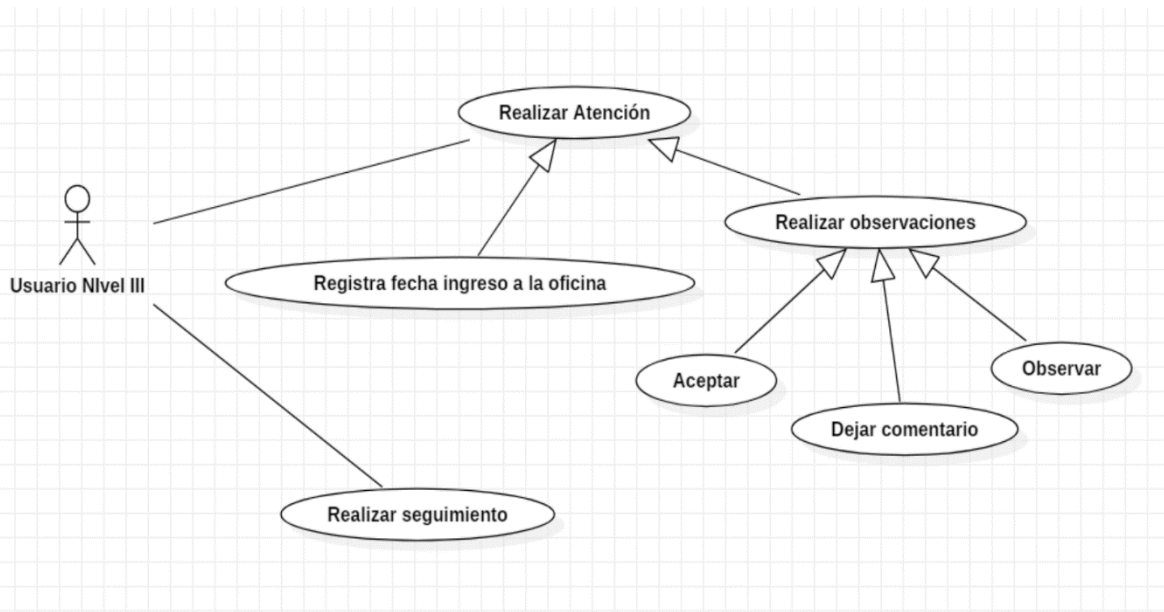 Realizar Atención
Realizar observaciones
Usuario NIvel III
Registra fecha ingreso a la oficina
Aceptar
Observar
Dejar comentario
Realizar seguimiento